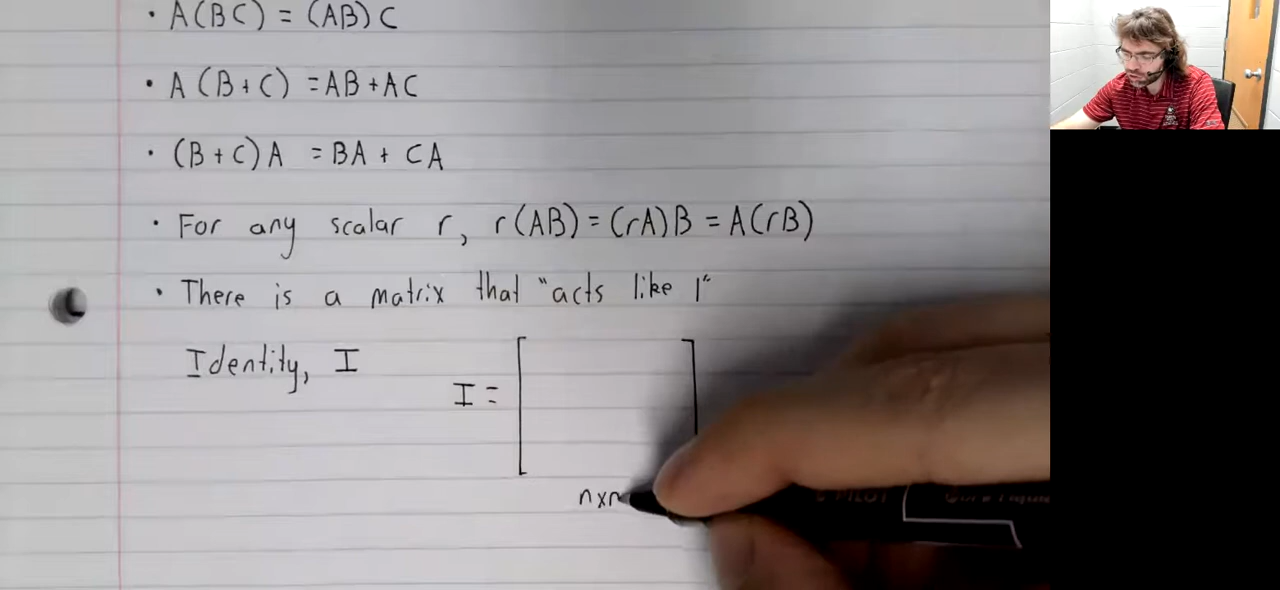 • A(BC) = (AB)C
• A(B+C) = AB+AC
• (B+C)A = BA + CA
• For any scalar r, r(AB) = (rA)B = A(rB)
• There is a matrix that "acts like 1"
Identity, I
I =
n×n
PILOT